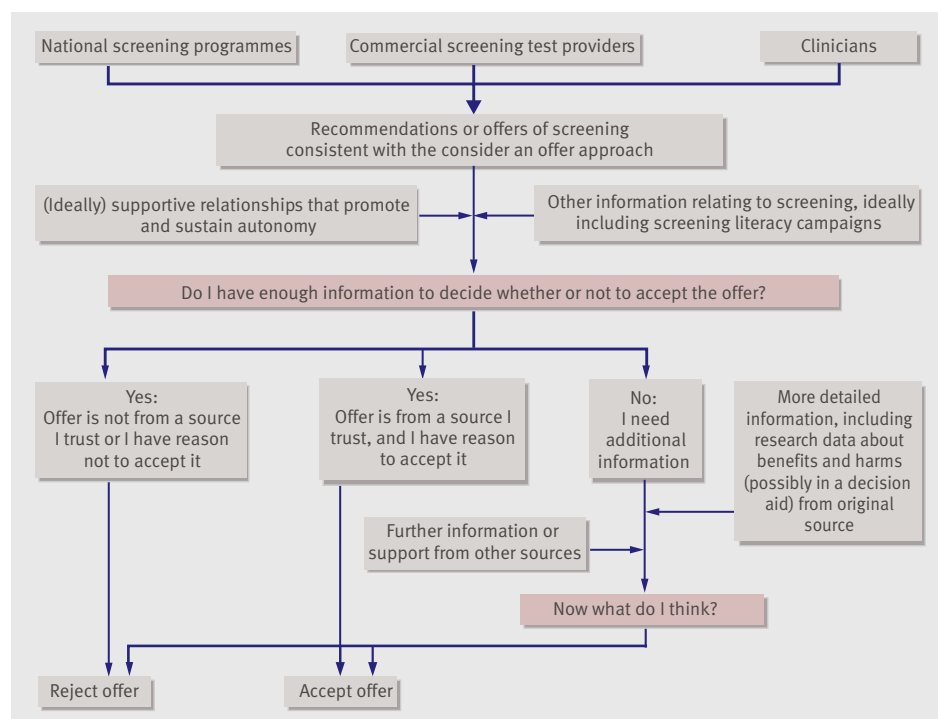 National screening programmes
Commercial screening test providers
Clinicians
Recommendations or offers of screening
consistent with the consider an offer approach
(Ideally) supportive relationships that promote
and sustain autonomy
Other information relating to screening, ideally
including screening literacy campaigns
Do I have enough information to decide whether or not to accept the offer?
Yes:
Offer is not from a source
I trust or I have reason
not to accept it
Yes:
Offer is from a source I
trust, and I have reason
to accept it
No:
I need
additional
information
More detailed
information, including
research data about
benefits and harms
(possibly in a decision
aid) from original
source
Further information or
support from other sources
Now what do I think?
Reject offer
Accept offer